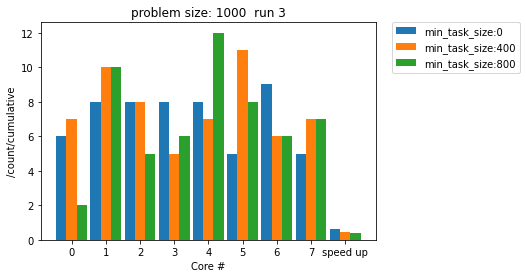 problem size: 1000  run 3
min_task_size:0
min_task_size:400
min_task_size:800
/count/cumulative
12
10
8
6
4
2
0
0 1 2 3 4 5 6 7 speed up
Core #